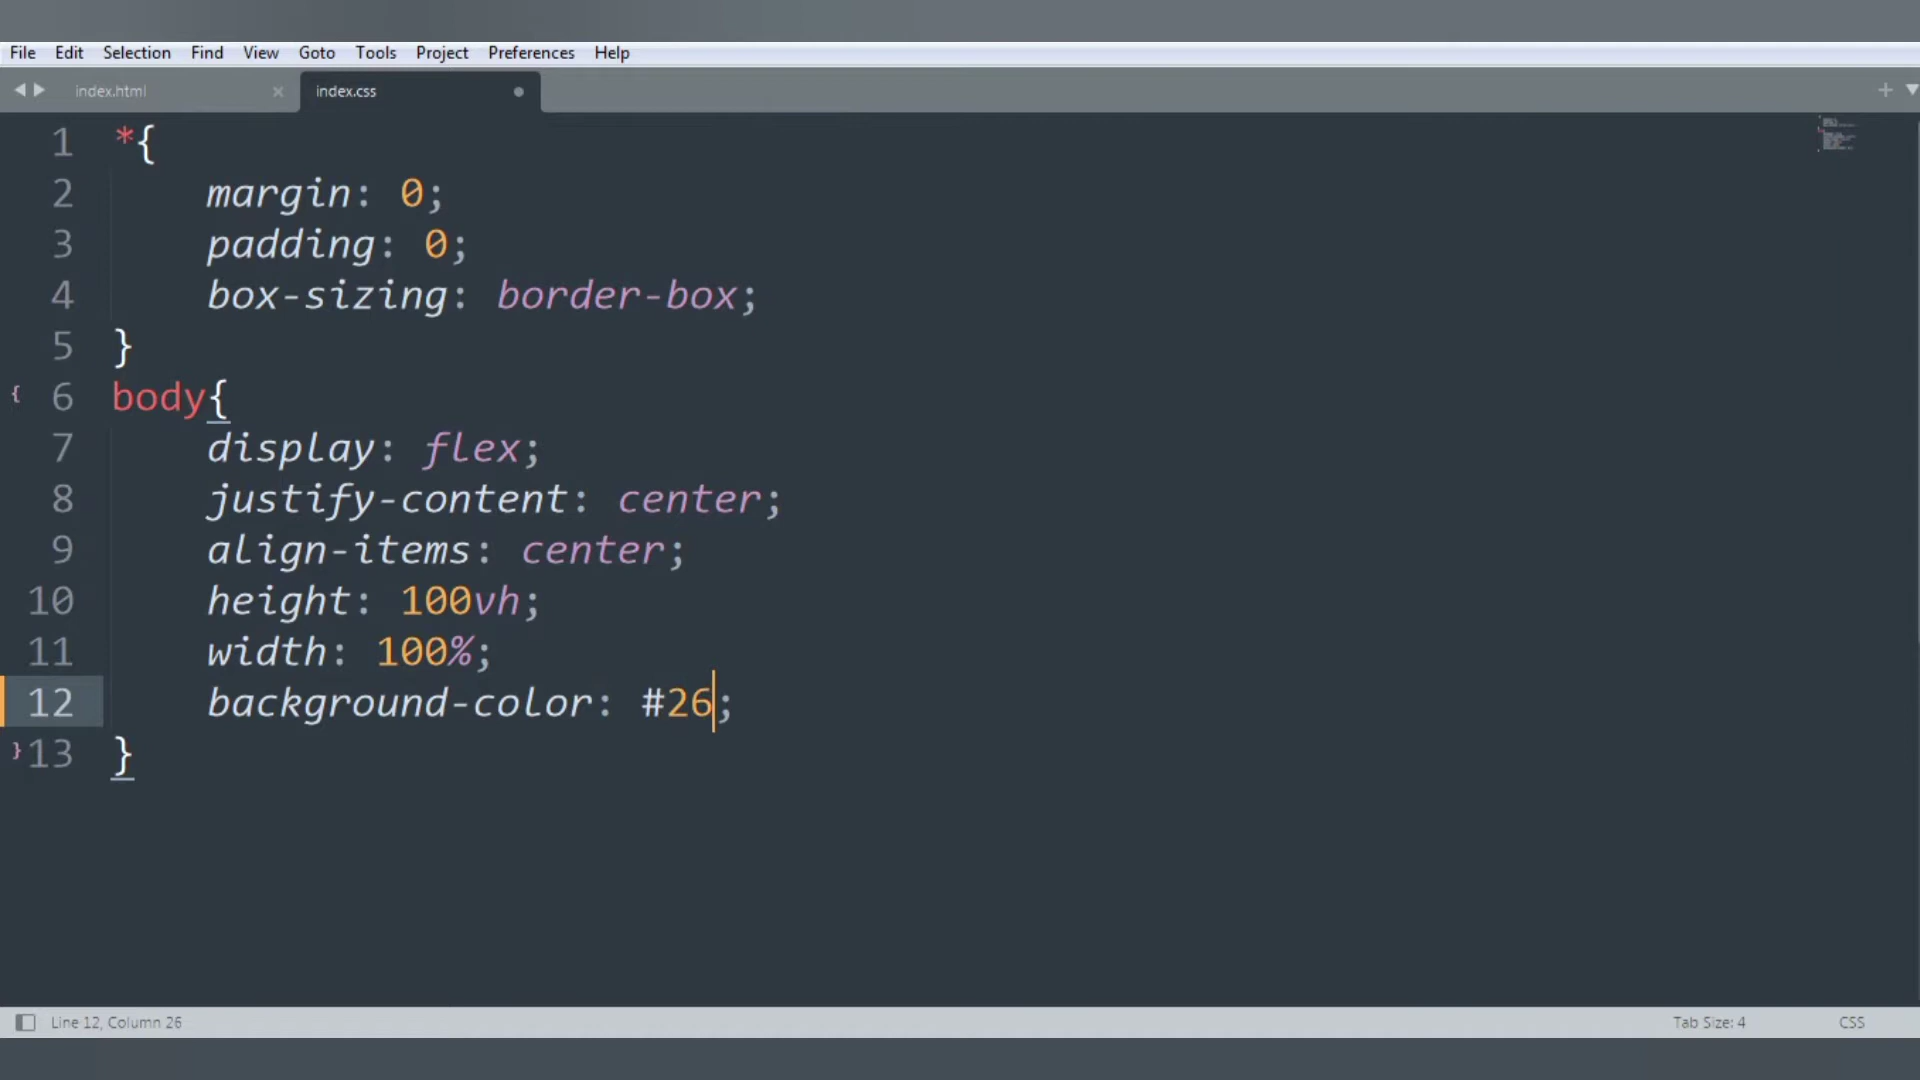 File Edit Selection Find View Goto Tools Project Preferences Help
index.html index.css
1 *{
2 margin: 0;
3 padding: 0;
4 box-sizing: border-box;
5 }
{ 6 body{
7 display: flex;
8 justify-content: center;
9 align-items: center;
10 height: 100vh;
11 width: 100%;
12 background-color: #26;
} 13 }
Line 12, Column 26 Tab Size: 4 CSS